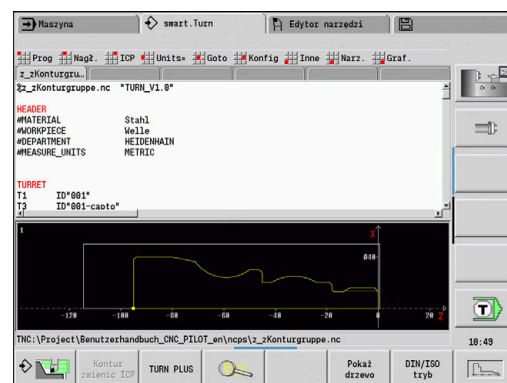 Maszyna
smart.Turn
Edytor narzędzi
Prog Nagł. ICP Units» Goto Konfig Inne Narz. Graf.
z_zKonturgru…
%z_zKonturgruppe.nc "TURN_V1.0"
HEADER
#MATERIAL Stahl
#WORKPIECE Welle
#DEPARTMENT HEIDENHAIN
#MEASURE_UNITS METRIC
TURRET
T1 ID"001"
T3 ID"001-capto"
1
X
Ø40
-120 -100 -80 -60 -40 -20 20 Z
TNC:\Project\Benutzerhandbuch_CNC_PILOT_en\ncps\z_zKonturgruppe.nc
T
10:49
Kontur zmienić ICP
TURN PLUS
Pokaż drzewo
DIN/ISO tryb